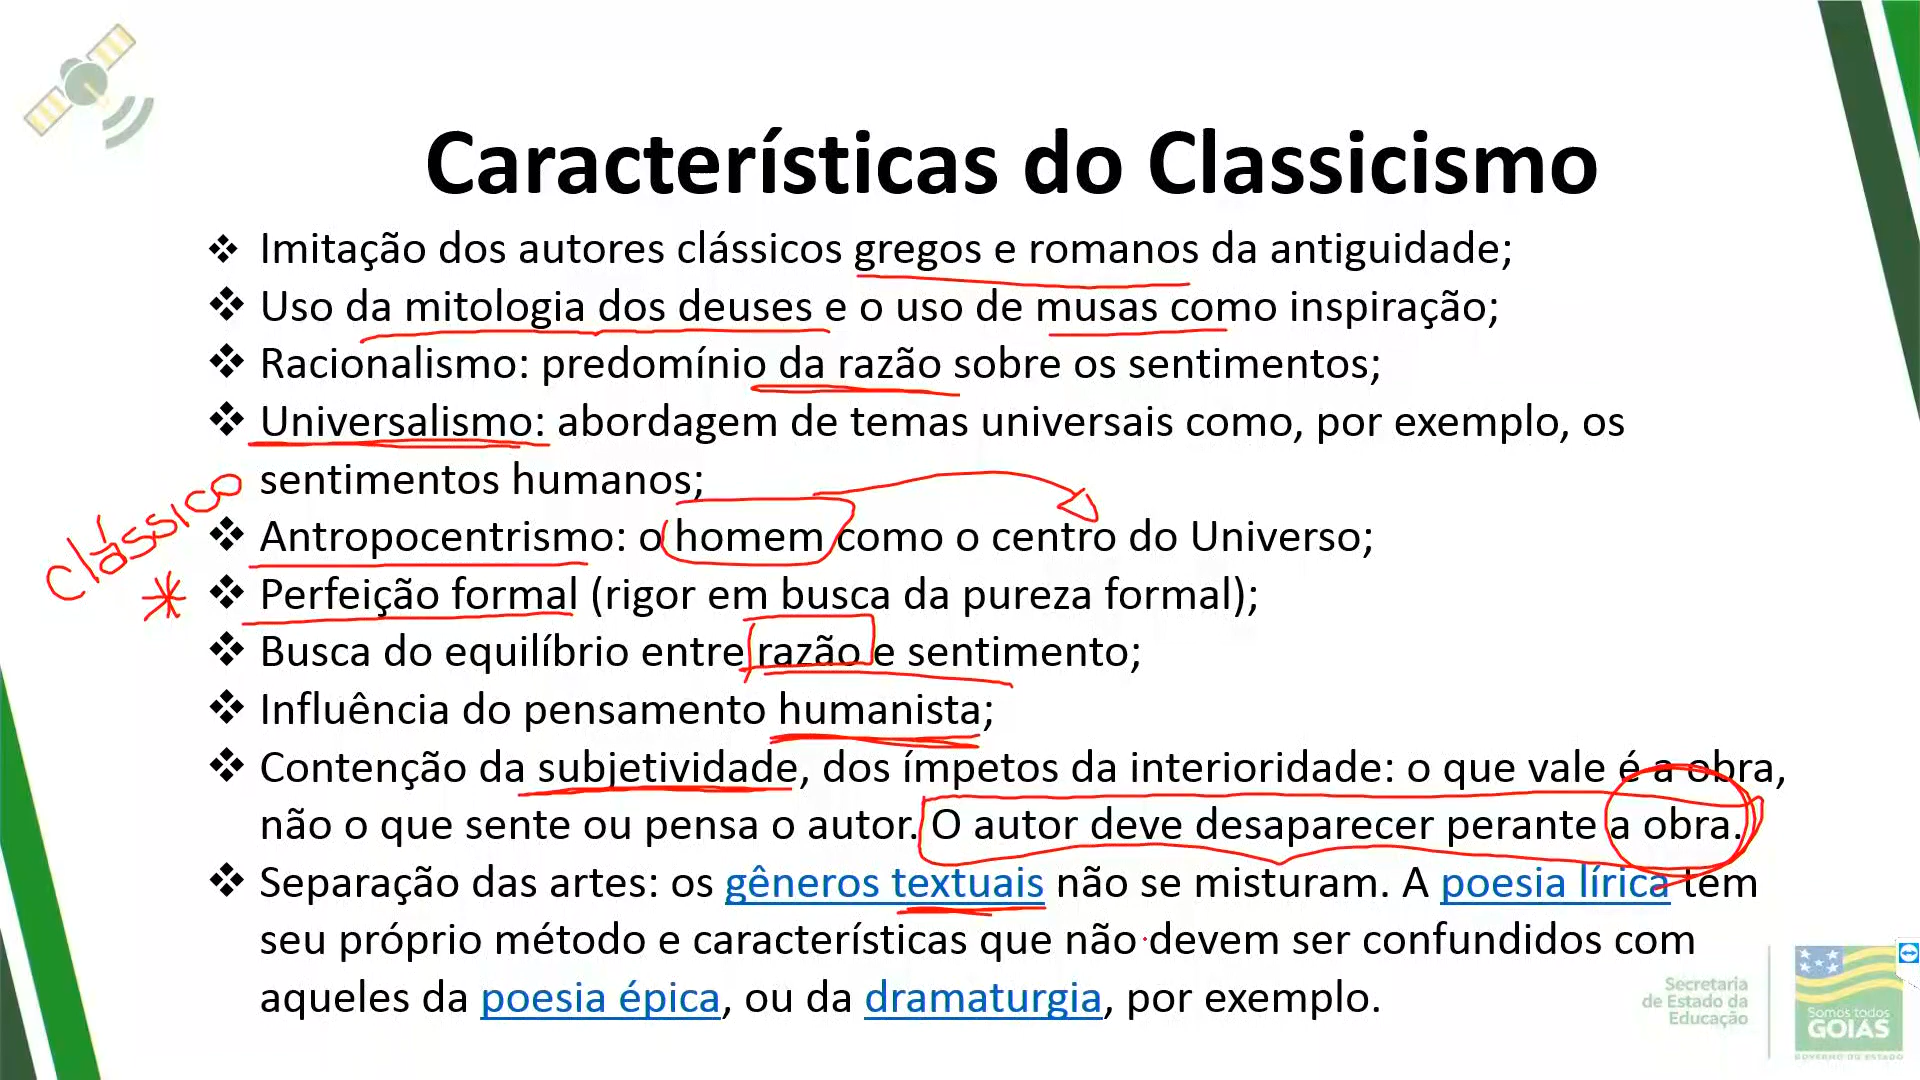 Características do Classicismo
❖ Imitação dos autores clássicos gregos e romanos da antiguidade;
❖ Uso da mitologia dos deuses e o uso de musas como inspiração;
❖ Racionalismo: predomínio da razão sobre os sentimentos;
❖ Universalismo: abordagem de temas universais como, por exemplo, os
sentimentos humanos;
Clássico
❖ Antropocentrismo: o homem como o centro do Universo;
❖ Perfeição formal (rigor em busca da pureza formal);
❖ Busca do equilíbrio entre razão e sentimento;
❖ Influência do pensamento humanista;
❖ Contenção da subjetividade, dos ímpetos da interioridade: o que vale é a obra,
não o que sente ou pensa o autor. O autor deve desaparecer perante a obra.
❖ Separação das artes: os gêneros textuais não se misturam. A poesia lírica tem
seu próprio método e características que não devem ser confundidos com
aqueles da poesia épica, ou da dramaturgia, por exemplo.
Secretaria
de Estado da
Educação
Somos todos
GOIÁS
GOVERNO DO ESTADO